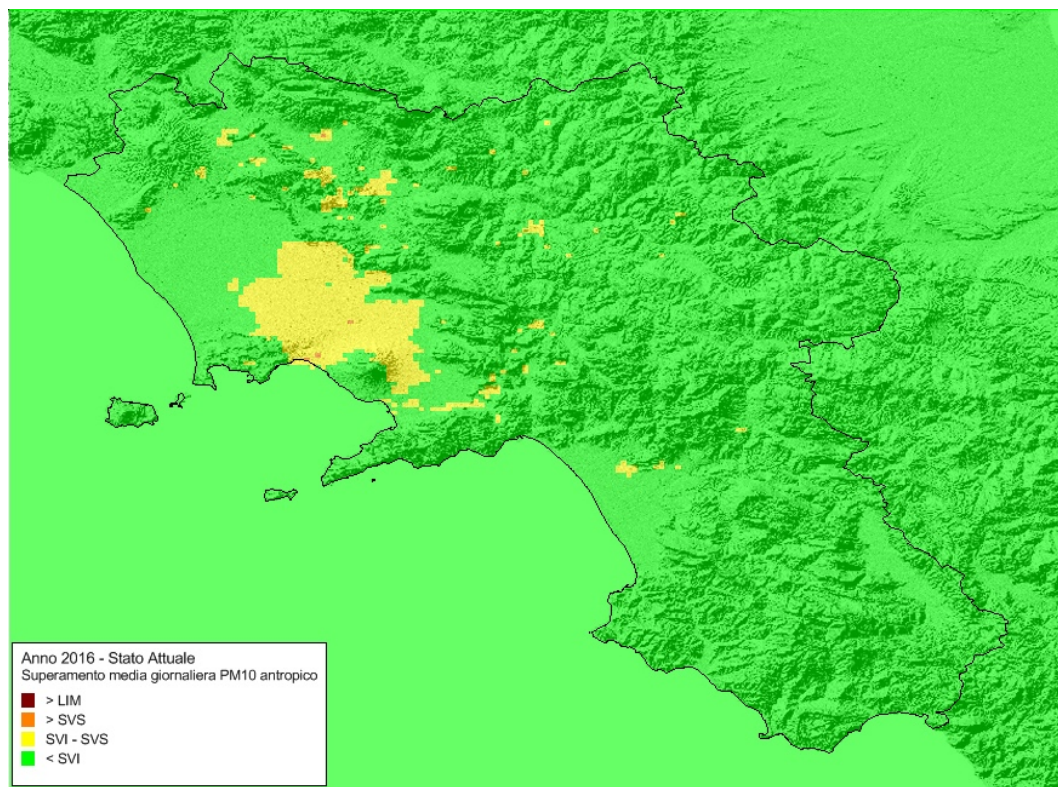 Anno 2016 - Stato Attuale
Superamento media giornaliera PM10 antropico
> LIM
> SVS
SVI - SVS
< SVI